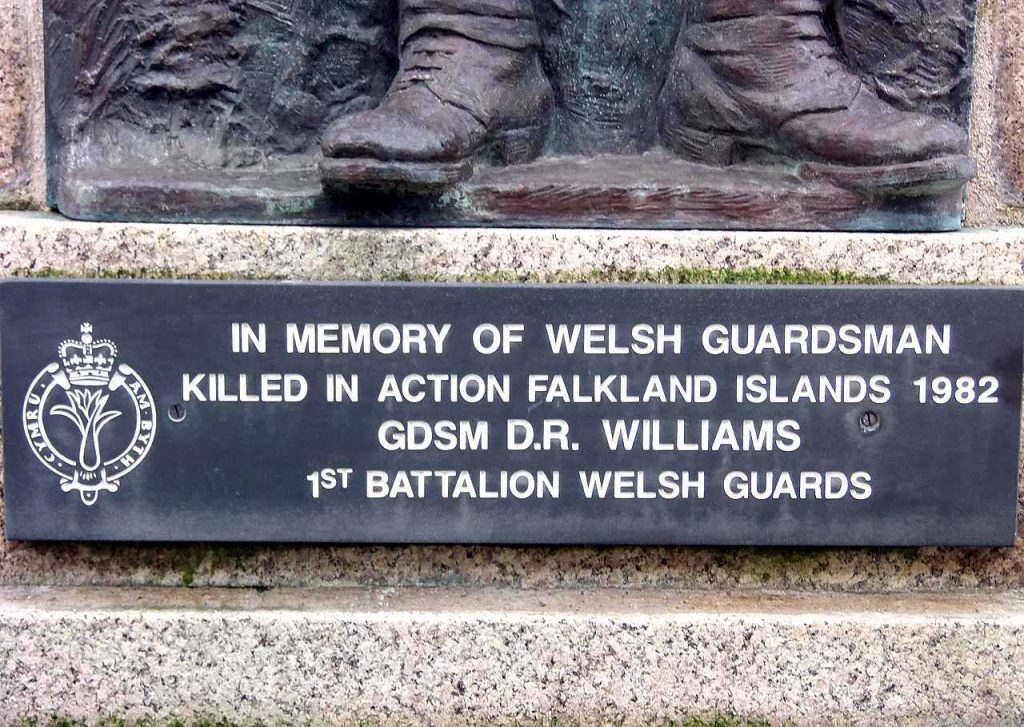 CYMRU AM BYTH
IN MEMORY OF WELSH GUARDSMAN
KILLED IN ACTION FALKLAND ISLANDS 1982
GDSM D.R. WILLIAMS
1ST BATTALION WELSH GUARDS